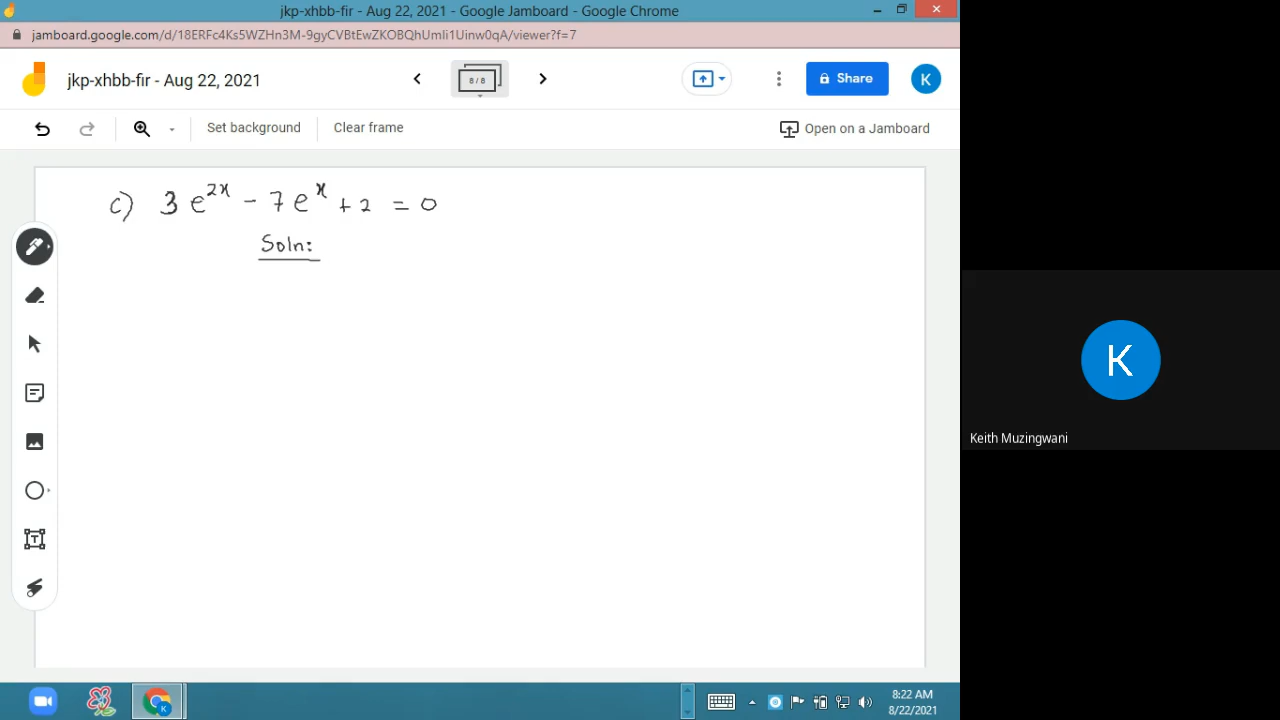 jkp-xhbb-fir - Aug 22, 2021 - Google Jamboard - Google Chrome
jamboard.google.com/d/18ERFc4Ks5WZHn3M-9gyCVBtEwZKOBQhUmIi1Uinw0qA/viewer?f=7
jkp-xhbb-fir - Aug 22, 2021
8 / 8
Share
K
Set background
Clear frame
Open on a Jamboard
c) 3e^{2x} - 7e^{x} + 2 = 0
Soln:
K
Keith Muzingwani
8:22 AM
8/22/2021